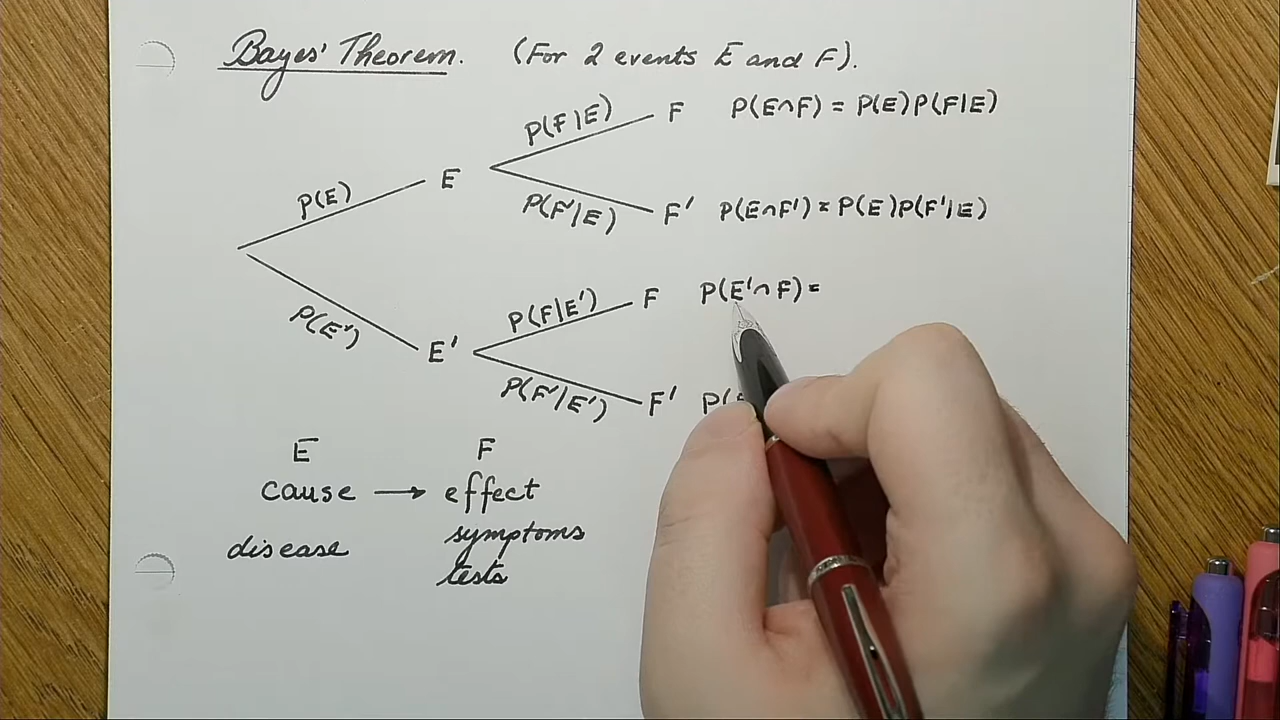 Bayes' Theorem. (For 2 events E and F).
P(F|E) F P(E∩F) = P(E)P(F|E)
P(E) E
P(F'|E) F' P(E∩F') = P(E)P(F'|E)
P(F|E') F P(E'∩F) =
P(E') E'
P(F'|E') F' P(
E F
cause → effect
disease symptoms
tests